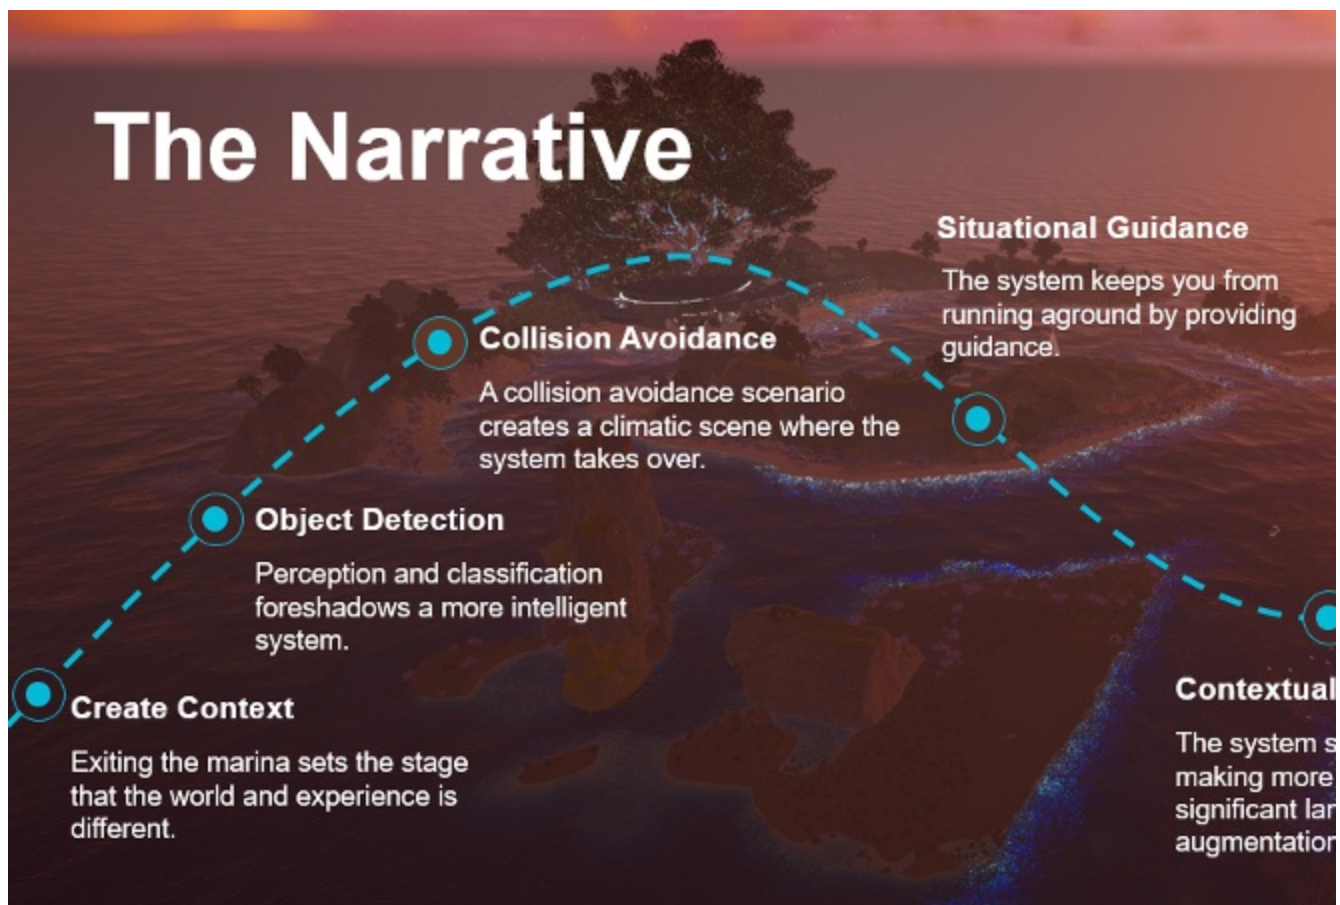 The Narrative
Situational Guidance
The system keeps you from
running aground by providing
guidance.
Collision Avoidance
A collision avoidance scenario
creates a climatic scene where the
system takes over.
Object Detection
Perception and classification
foreshadows a more intelligent
system.
Create Context
Exiting the marina sets the stage
that the world and experience is
different.
Contextual
The system
making more
significant